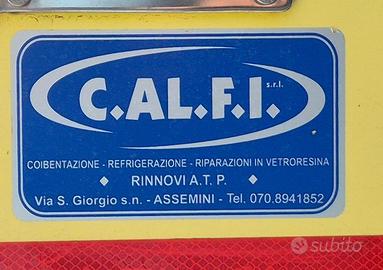 C.AL.F.I. s.r.l.
COIBENTAZIONE - REFRIGERAZIONE - RIPARAZIONI IN VETRORESINA
◆ RINNOVI A.T.P. ◆
Via S. Giorgio s.n. - ASSEMINI - Tel. 070.8941852
subito